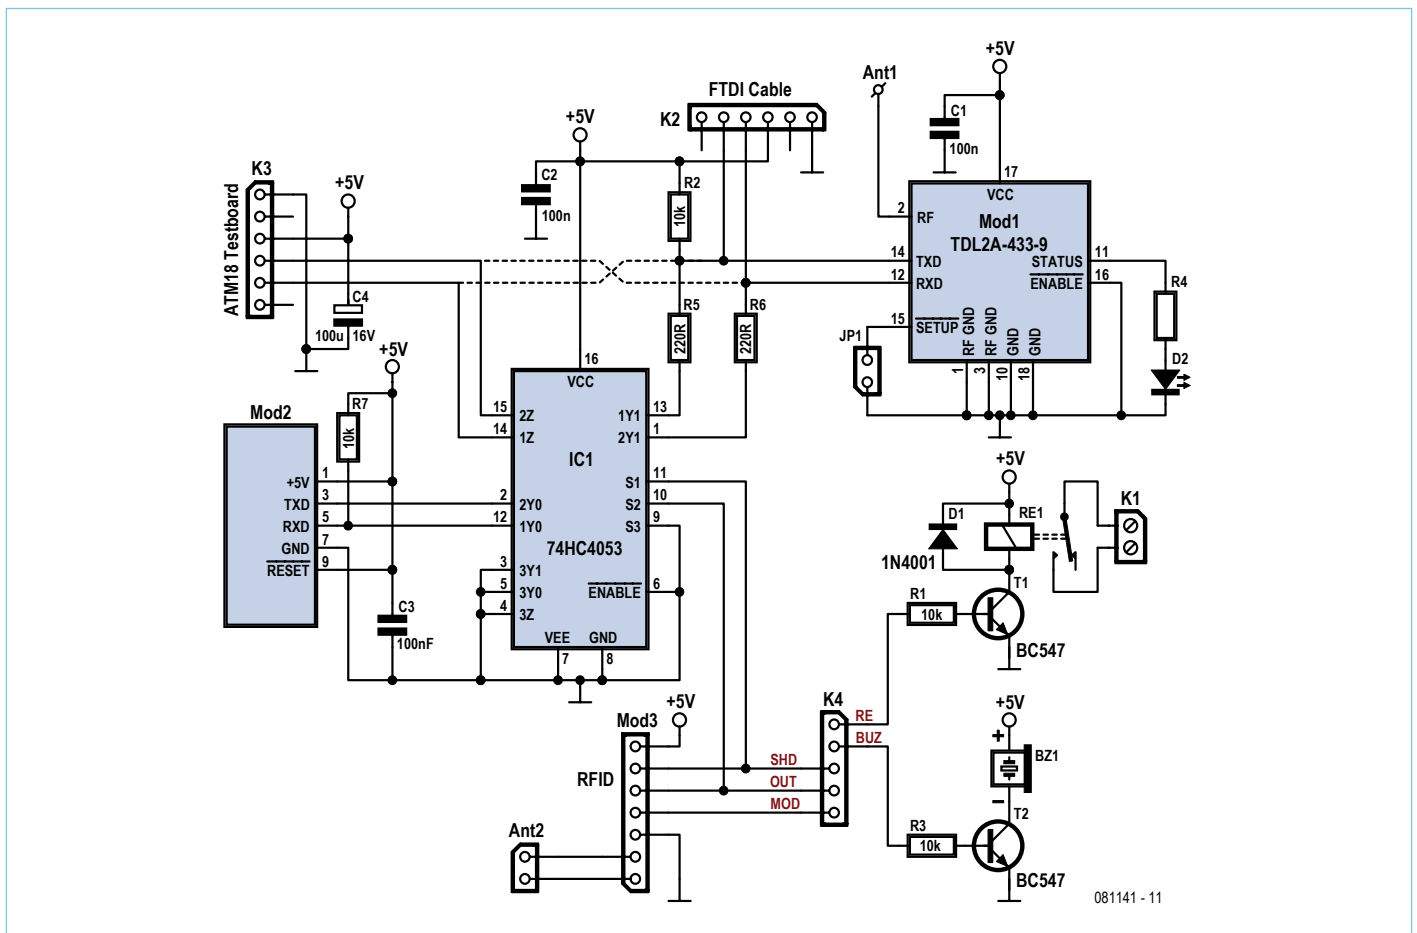 +5V
Ant1
FTDI Cable
K2
C1
100n
+5V
17
VCC
Mod1
TDL2A-433-9
2
RF
14
TXD
12
RXD
15
SETUP
STATUS
11
ENABLE
16
RF GND
RF GND
GND
GND
1
3
10
18
R4
D2
JP1
K3
ATM18 Testboard
+5V
C4
100u
16V
C2
100n
R2
10k
R5
220R
R6
220R
+5V
R7
10k
Mod2
+5V
1
TXD
3
RXD
5
GND
7
RESET
9
C3
100nF
16
VCC
15
2Z
14
1Z
1Y1
13
2Y1
1
IC1
S1
11
2
2Y0
S2
10
12
1Y0
S3
9
74HC4053
3
3Y1
5
3Y0
4
3Z
ENABLE
6
VEE
GND
7
8
+5V
D1
1N4001
RE1
K1
T1
R1
10k
BC547
Mod3
+5V
RFID
SHD
OUT
MOD
K4
RE
BUZ
Ant2
+5V
+
BZ1
−
T2
R3
10k
BC547
081141 - 11